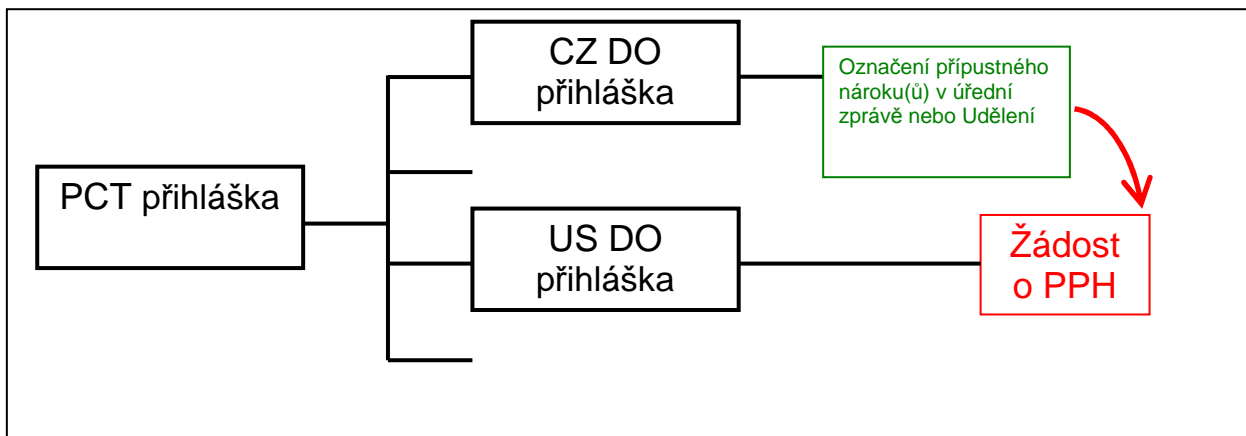 CZ DO
přihláška
Označení přípustného
nároku(ů) v úřední
zprávě nebo Udělení
PCT přihláška
US DO
přihláška
Žádost
o PPH